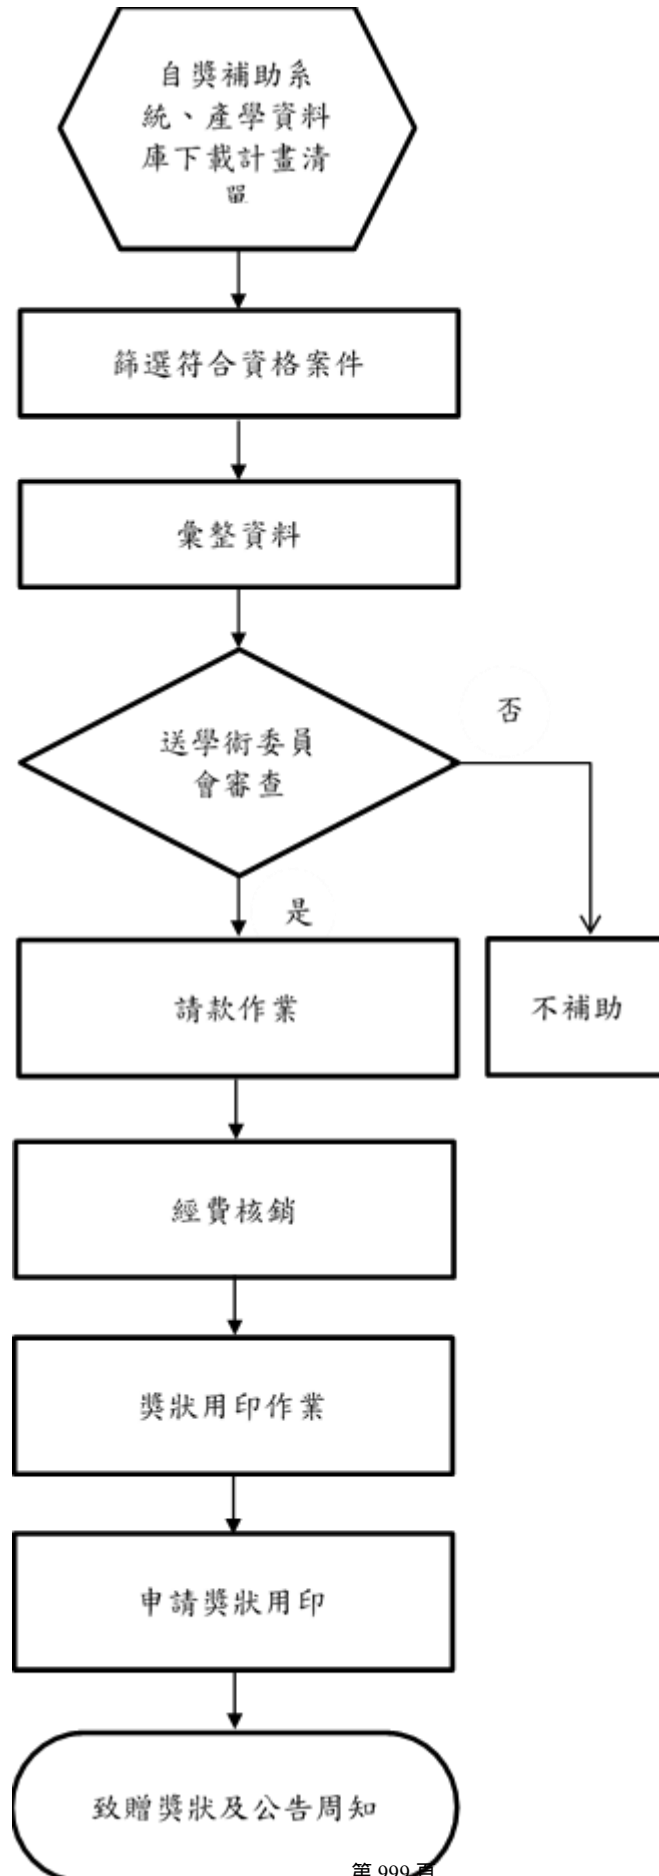 自獎補助系
統、產學資料
庫下載計畫清
單
篩選符合資格案件
彙整資料
送學術委員
會審查
否
是
請款作業
不補助
經費核銷
獎狀用印作業
申請獎狀用印
致贈獎狀及公告周知
第 999 頁